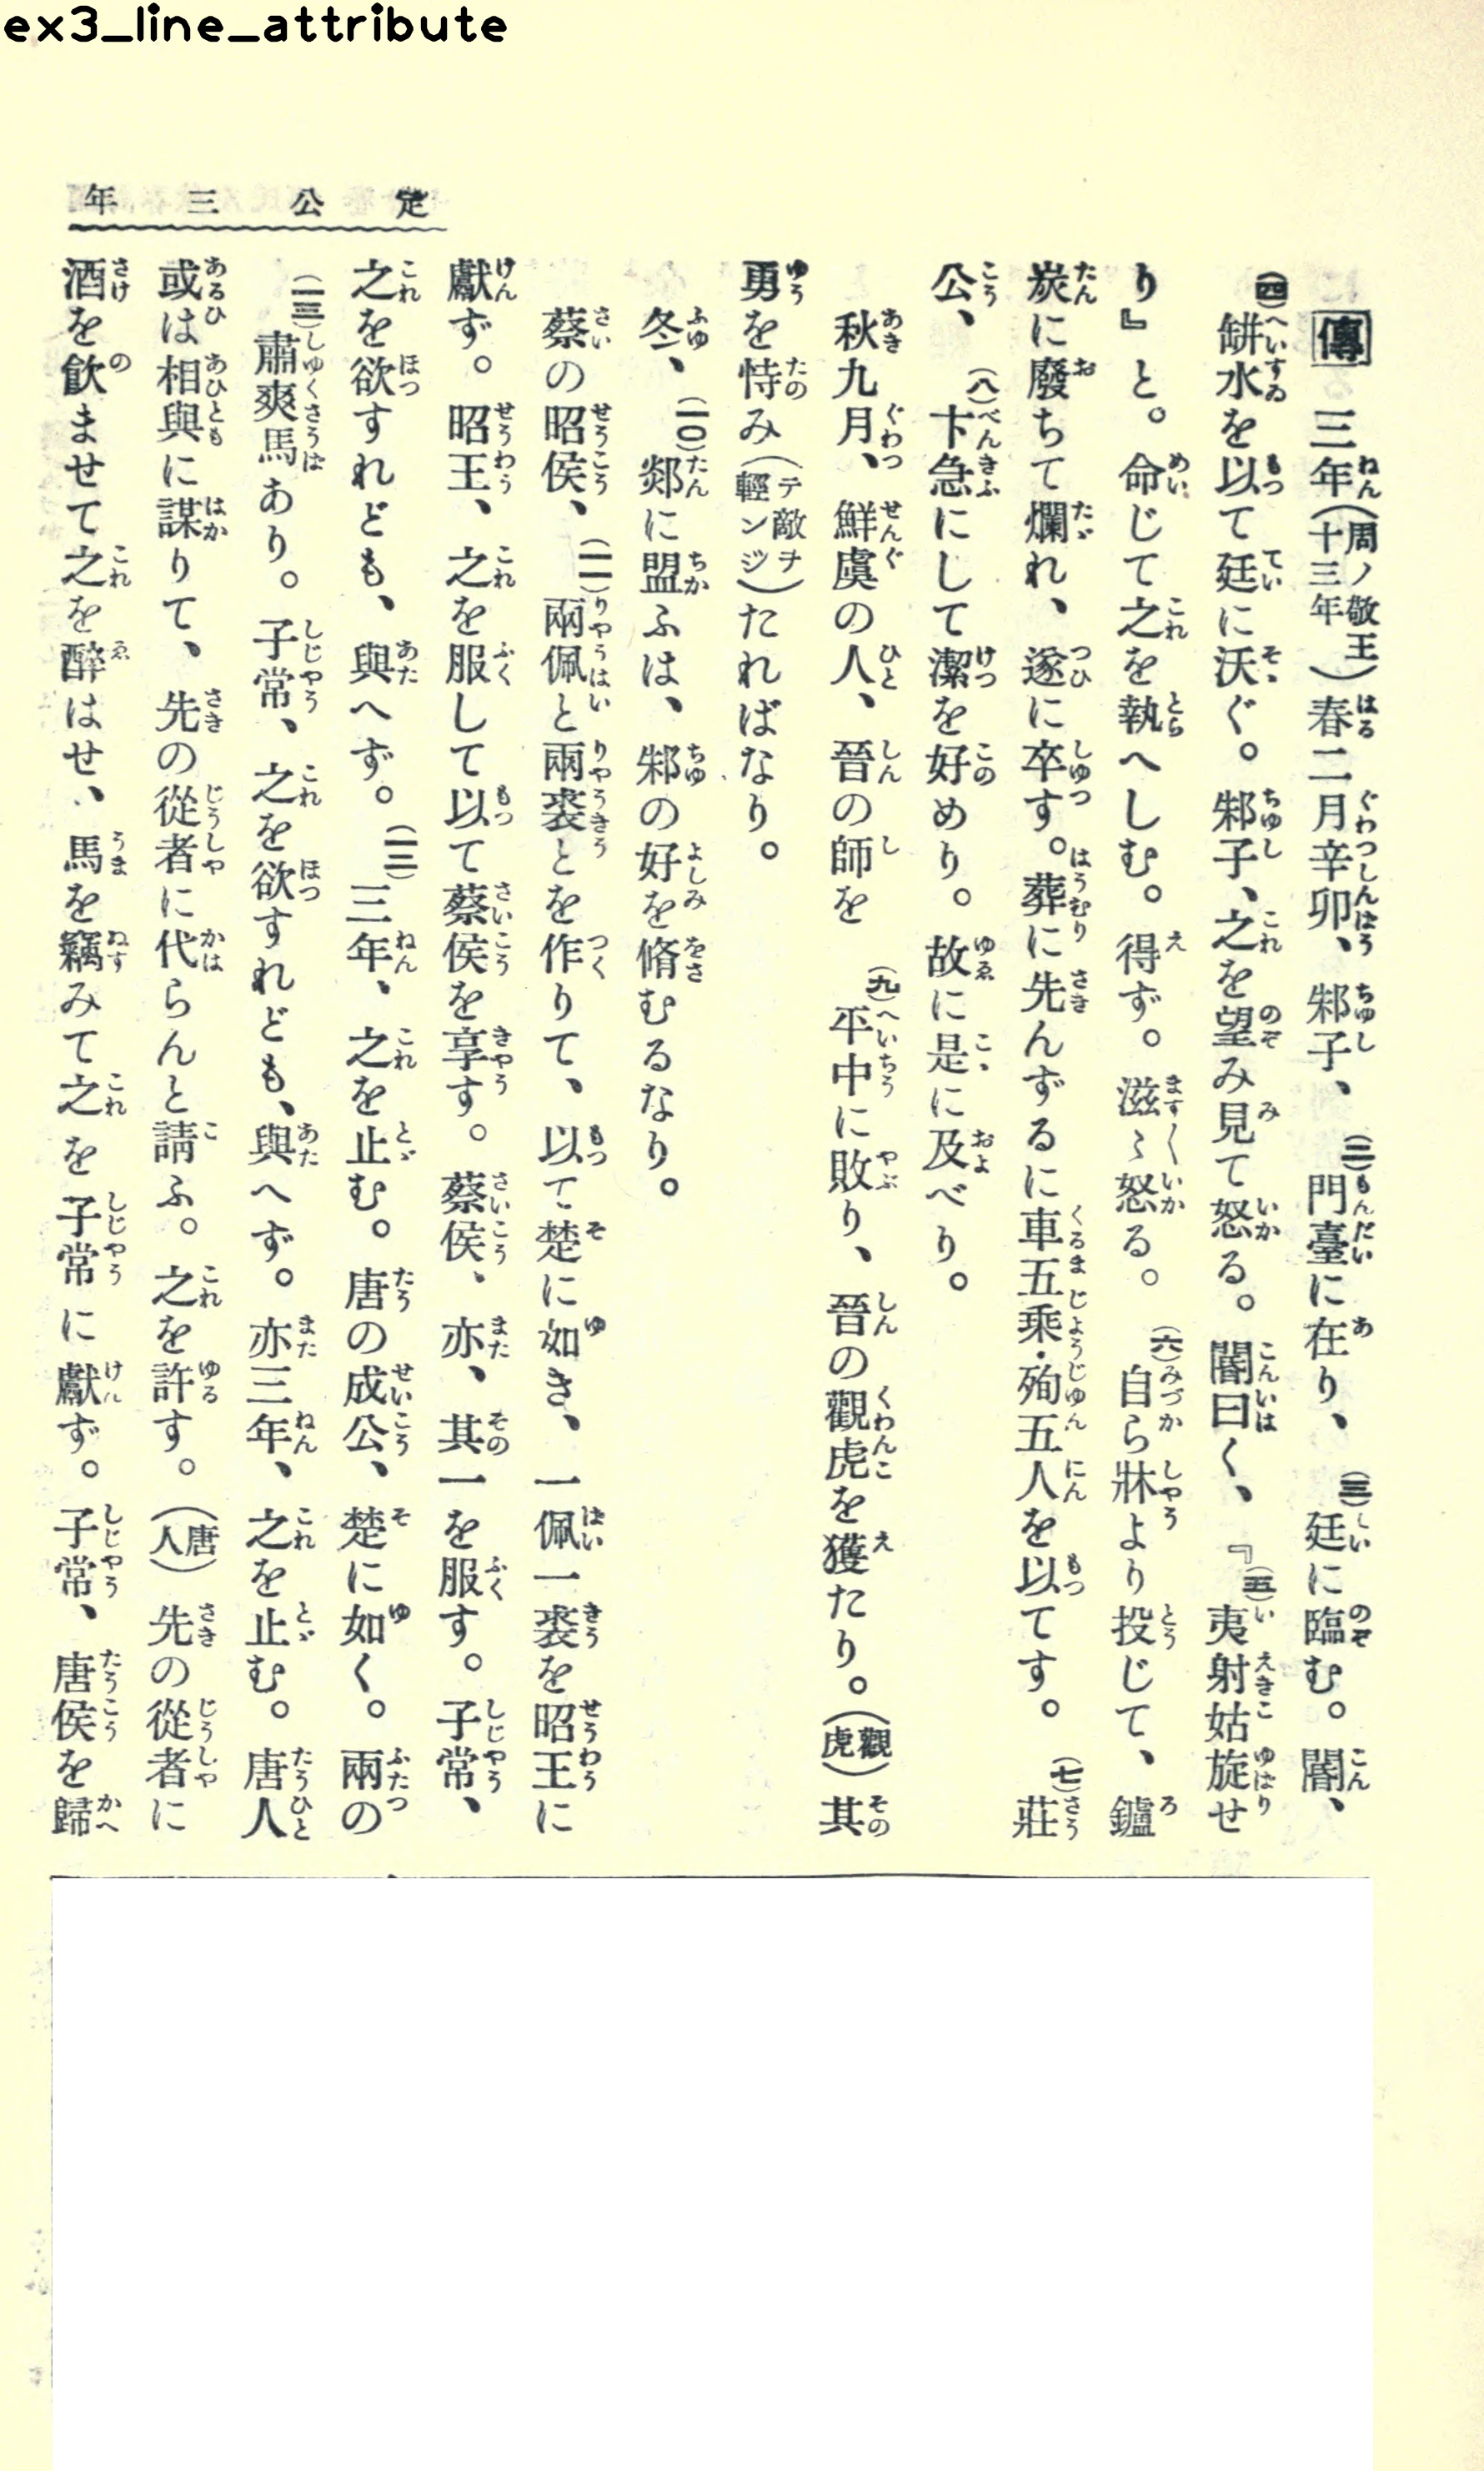 ex3_line_attribute
定公三年
傳 三年(周ノ敬王十三年)春二月辛卯、邾子、(二)門臺に在り、(三)廷に臨む。閽、
(四)缾水を以て廷に沃ぐ。邾子、之を望み見て怒る。閽曰く、『(五)夷射姑旋せ
り』と。命じて之を執へしむ。得ず。滋〻怒る。(六)自ら牀より投じて、鑪
炭に廢ちて爛れ、遂に卒す。葬に先んずるに車五乘・殉五人を以てす。(七)莊
公、(八)卞急にして潔を好めり。故に是に及べり。
秋九月、鮮虞の人、晉の師を(九)平中に敗り、晉の觀虎を獲たり。(觀虎)其
勇を恃み(テ敵ヲ輕ンジ)たればなり。
冬、(一〇)郯に盟ふは、邾の好を脩むるなり。
蔡の昭侯、(一一)兩佩と兩裘とを作りて、以て楚に如き、一佩一裘を昭王に
獻ず。昭王、之を服して以て蔡侯を享す。蔡侯、亦、其一を服す。子常、
之を欲すれども、與へず。(一二)三年、之を止む。唐の成公、楚に如く。兩の
(一三)肅爽馬あり。子常、之を欲すれども、與へず。亦三年、之を止む。唐人
或は相與に謀りて、先の從者に代らんと請ふ。之を許す。(唐人)先の從者に
酒を飮ませて之を醉はせ、馬を竊みて之を子常に獻ず。子常、唐侯を歸